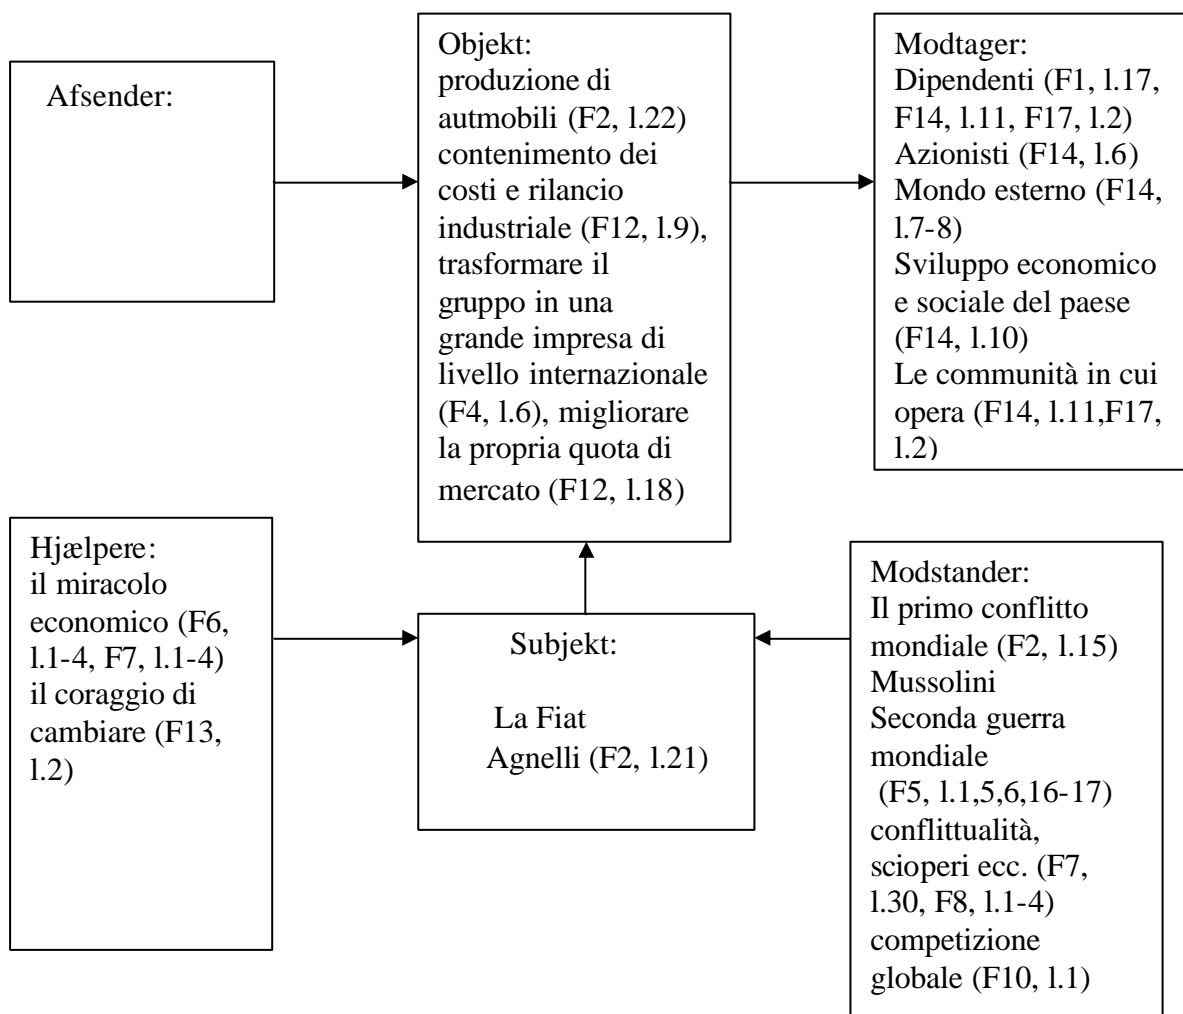 Afsender:
Objekt:
produzione di
autmobili (F2, l.22)
contenimento dei
costi e rilancio
industriale (F12, l.9),
trasformare il
gruppo in una
grande impresa di
livello internazionale
(F4, l.6), migliorare
la propria quota di
mercato (F12, l.18)
Modtager:
Dipendenti (F1, l.17,
F14, l.11, F17, l.2)
Azionisti (F14, l.6)
Mondo esterno (F14,
l.7-8)
Sviluppo economico
e sociale del paese
(F14, l.10)
Le communità in cui
opera (F14, l.11,F17,
l.2)
Hjælpere:
il miracolo
economico (F6,
l.1-4, F7, l.1-4)
il coraggio di
cambiare (F13,
l.2)
Subjekt:
La Fiat
Agnelli (F2, l.21)
Modstander:
Il primo conflitto
mondiale (F2, l.15)
Mussolini
Seconda guerra
mondiale
(F5, l.1,5,6,16-17)
conflittualità,
scioperi ecc. (F7,
l.30, F8, l.1-4)
competizione
globale (F10, l.1)